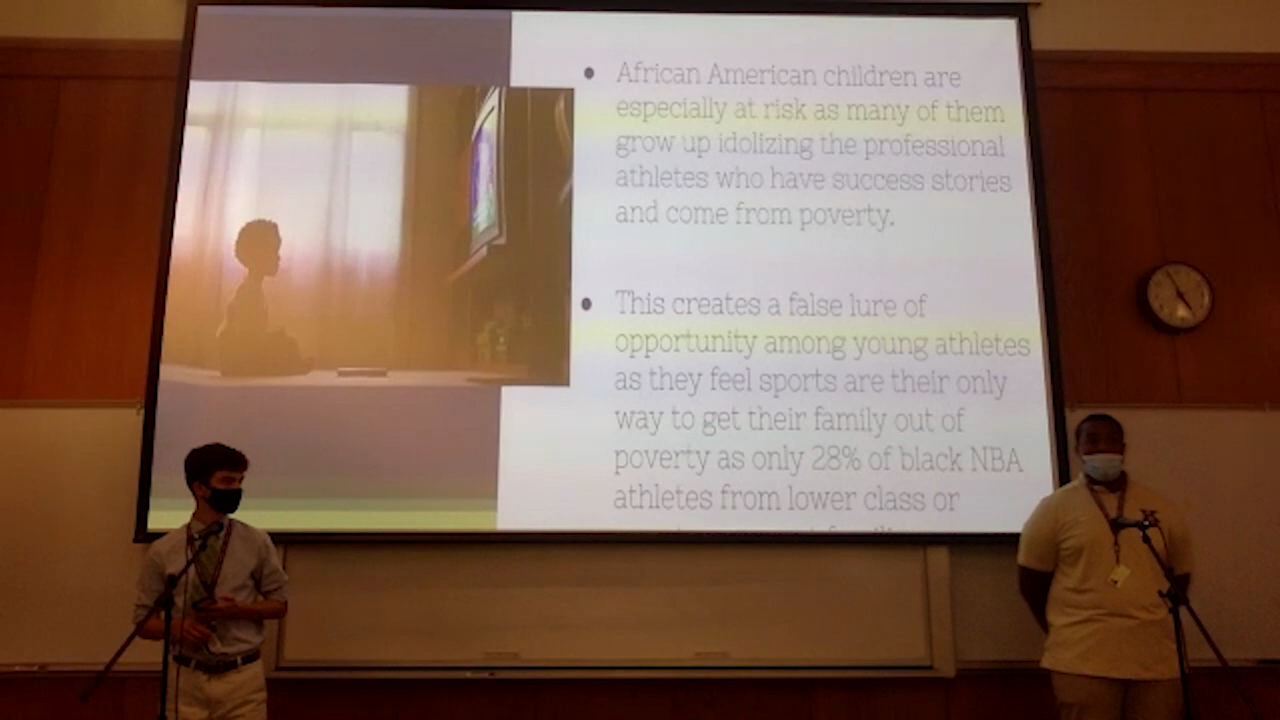 ● African American children are
especially at risk as many of them
grow up idolizing the professional
athletes who have success stories
and come from poverty.
● This creates a false lure of
opportunity among young athletes
as they feel sports are their only
way to get their family out of
poverty as only 28% of black NBA
athletes from lower class or